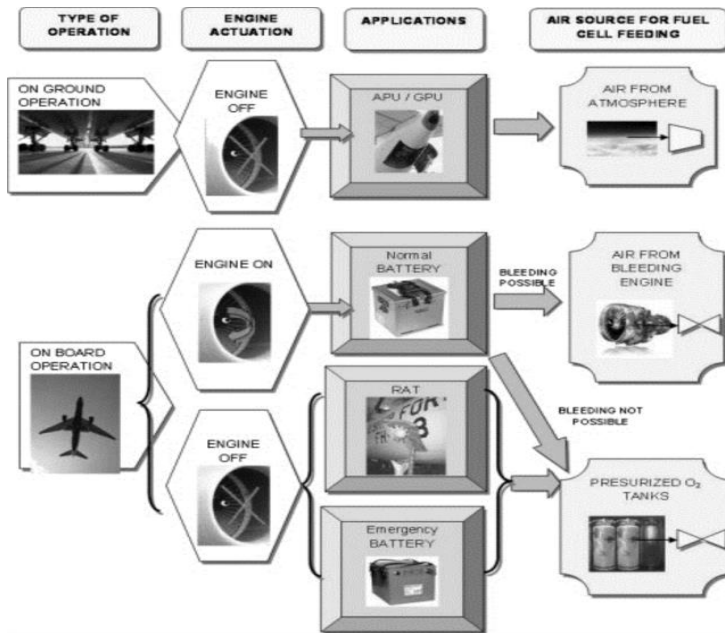 TYPE OF
OPERATION
ENGINE
ACTUATION
APPLICATIONS
AIR SOURCE FOR FUEL
CELL FEEDING
ON GROUND
OPERATION
ENGINE
OFF
APU / GPU
AIR FROM
ATMOSPHERE
ENGINE ON
Normal
BATTERY
BLEEDING
POSSIBLE
AIR FROM
BLEEDING
ENGINE
ON BOARD
OPERATION
RAT
BLEEDING NOT
POSSIBLE
ENGINE
OFF
PRESURIZED O₂
TANKS
Emergency
BATTERY